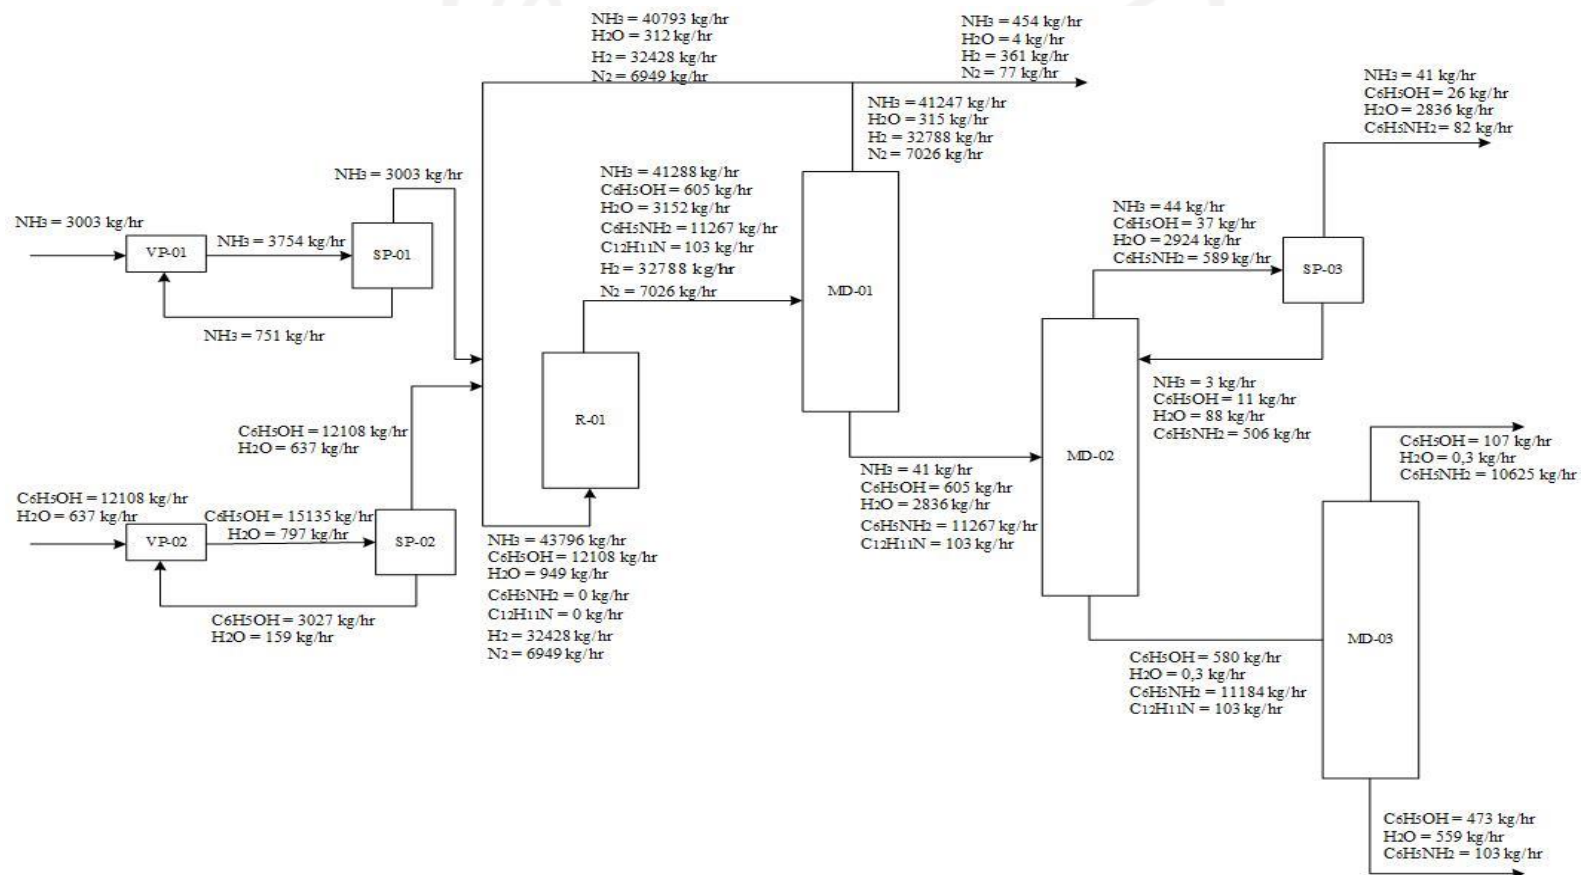 NH3 = 40793 kg/hr
H2O = 312 kg/hr
H2 = 32428 kg/hr
N2 = 6949 kg/hr
NH3 = 454 kg/hr
H2O = 4 kg/hr
H2 = 361 kg/hr
N2 = 77 kg/hr
NH3 = 41 kg/hr
C6H5OH = 26 kg/hr
H2O = 2836 kg/hr
C6H5NH2 = 82 kg/hr
NH3 = 41247 kg/hr
H2O = 315 kg/hr
H2 = 32788 kg/hr
N2 = 7026 kg/hr
NH3 = 3003 kg/hr
NH3 = 41288 kg/hr
C6H5OH = 605 kg/hr
H2O = 3152 kg/hr
C6H5NH2 = 11267 kg/hr
C12H11N = 103 kg/hr
H2 = 32788 kg/hr
N2 = 7026 kg/hr
NH3 = 3003 kg/hr
VP-01
NH3 = 3754 kg/hr
SP-01
NH3 = 751 kg/hr
MD-01
NH3 = 44 kg/hr
C6H5OH = 37 kg/hr
H2O = 2924 kg/hr
C6H5NH2 = 589 kg/hr
SP-03
NH3 = 3 kg/hr
C6H5OH = 11 kg/hr
H2O = 88 kg/hr
C6H5NH2 = 506 kg/hr
R-01
C6H5OH = 12108 kg/hr
H2O = 637 kg/hr
MD-02
NH3 = 41 kg/hr
C6H5OH = 605 kg/hr
H2O = 2836 kg/hr
C6H5NH2 = 11267 kg/hr
C12H11N = 103 kg/hr
C6H5OH = 107 kg/hr
H2O = 0,3 kg/hr
C6H5NH2 = 10625 kg/hr
C6H5OH = 12108 kg/hr
H2O = 637 kg/hr
VP-02
C6H5OH = 15135 kg/hr
H2O = 797 kg/hr
SP-02
C6H5OH = 3027 kg/hr
H2O = 159 kg/hr
NH3 = 43796 kg/hr
C6H5OH = 12108 kg/hr
H2O = 949 kg/hr
C6H5NH2 = 0 kg/hr
C12H11N = 0 kg/hr
H2 = 32428 kg/hr
N2 = 6949 kg/hr
MD-03
C6H5OH = 580 kg/hr
H2O = 0,3 kg/hr
C6H5NH2 = 11184 kg/hr
C12H11N = 103 kg/hr
C6H5OH = 473 kg/hr
H2O = 559 kg/hr
C6H5NH2 = 103 kg/hr